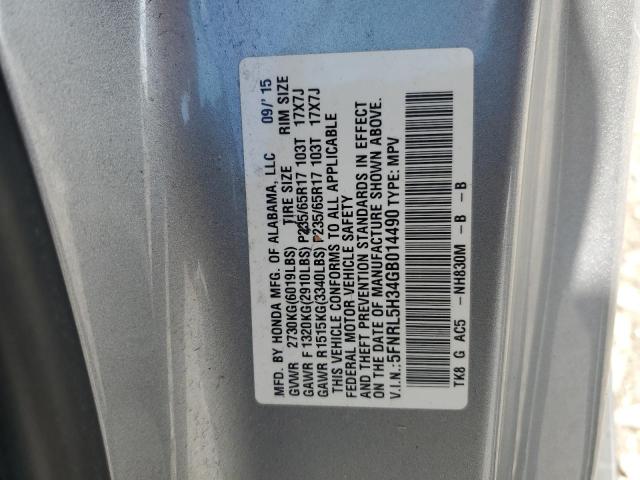 MFD. BY HONDA MFG. OF ALABAMA, LLC 09/'15
GVWR 2730KG(6019LBS) TIRE SIZE RIM SIZE
GAWR F 1320KG(2910LBS) P235/65R17 103T 17X7J
GAWR R 1515KG(3340LBS) P235/65R17 103T 17X7J
THIS VEHICLE CONFORMS TO ALL APPLICABLE
FEDERAL MOTOR VEHICLE SAFETY
AND THEFT PREVENTION STANDARDS IN EFFECT
ON THE DATE OF MANUFACTURE SHOWN ABOVE.
V.I.N.: 5FNRL5H34GB014490 TYPE: MPV
TK8 G AC5 -NH830M - B - B